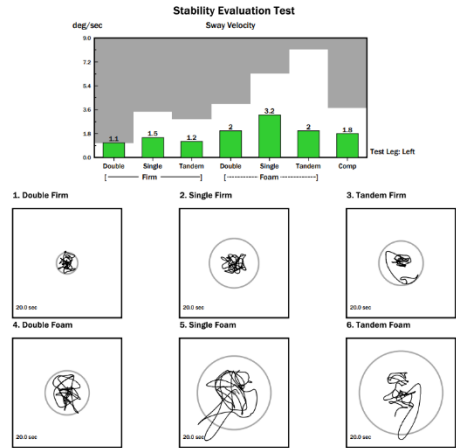 Stability Evaluation Test
deg/sec
Sway Velocity
9.0
7.2
5.4
3.6
1.8
0.0
1.1
1.5
1.2
2
3.2
2
1.8
Double Single Tandem Double Single Tandem Comp
[------ Firm ------] [------------ Foam ------------]
Test Leg: Left
1. Double Firm 2. Single Firm 3. Tandem Firm
20.0 sec 20.0 sec 20.0 sec
4. Double Foam 5. Single Foam 6. Tandem Foam
20.0 sec 20.0 sec 20.0 sec